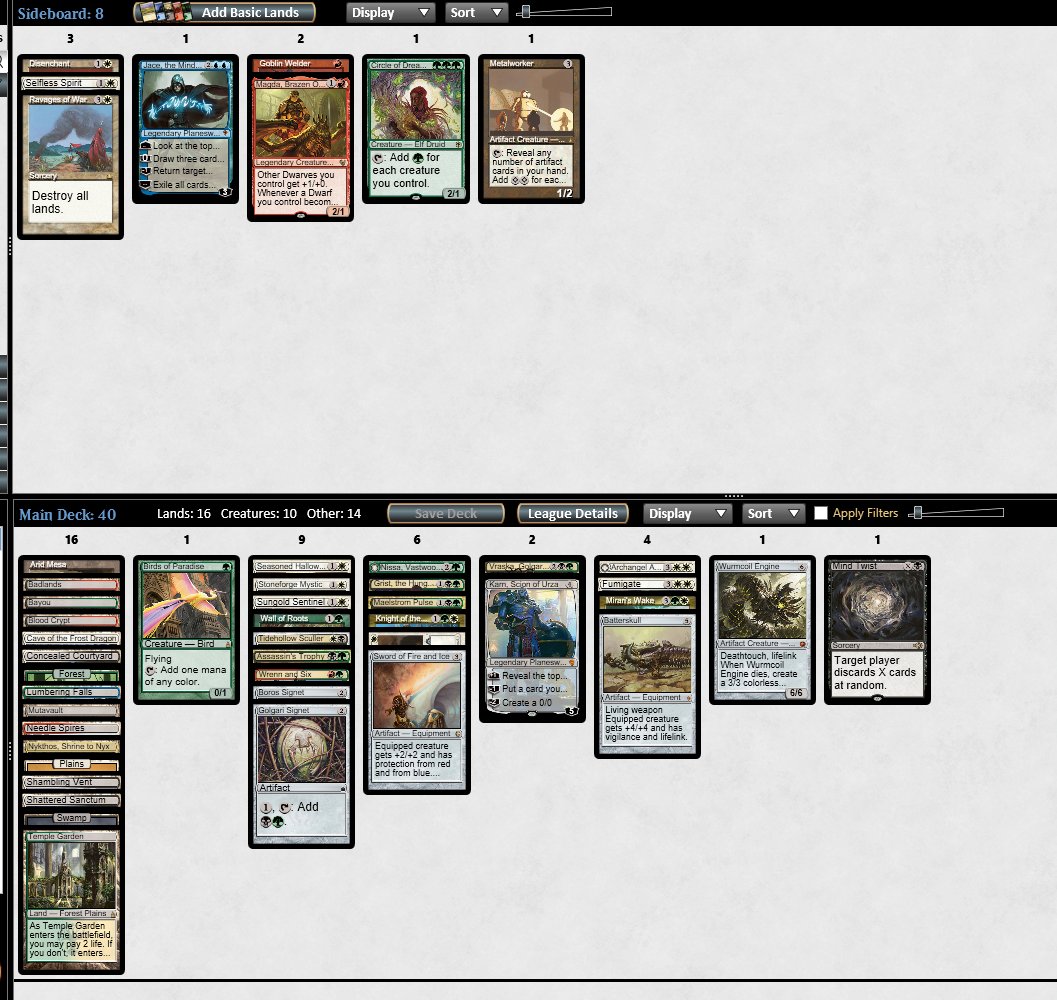 Sideboard: 8
Add Basic Lands
Display
Sort
3
1
2
1
1
Disenchant
Selfless Spirit
Ravages of War
Sorcery
Destroy all
lands.
Jace, the Mind...
Legendary Planesw...
Look at the top...
Draw three card...
Return target...
Exile all cards...
Goblin Welder
Magda, Brazen O...
Legendary Creature...
Other Dwarves you
control get +1/+0.
Whenever a Dwarf
you control becom...
2/1
Circle of Drea...
Creature — Elf Druid
: Add for
each creature
you control.
2/1
Metalworker
Artifact Creature —...
: Reveal any
number of artifact
cards in your hand.
Add for eac...
1/2
Main Deck: 40
Lands: 16
Creatures: 10
Other: 14
Save Deck
League Details
Display
Sort
Apply Filters
16
1
9
6
2
4
1
1
Arid Mesa
Badlands
Bayou
Blood Crypt
Cave of the Frost Dragon
Concealed Courtyard
Forest
Lumbering Falls
Mutavault
Needle Spires
Nykthos, Shrine to Nyx
Plains
Shambling Vent
Shattered Sanctum
Swamp
Temple Garden
Land — Forest Plains
As Temple Garden
enters the battlefield,
you may pay 2 life. If
you don't, it enters...
Birds of Paradise
Creature — Bird
Flying
: Add one mana
of any color.
0/1
Seasoned Hallow...
Stoneforge Mystic
Sungold Sentinel
Wall of Roots
Tidehollow Sculler
Assassin's Trophy
Wrenn and Six
Boros Signet
Golgari Signet
Artifact
1, : Add
.
Nissa, Vastwoo...
Grist, the Hung...
Maelstrom Pulse
Knight of the...
Sword of Fire and Ice
Artifact — Equipment
Equipped creature
gets +2/+2 and has
protection from red
and from blue....
Vraska, Golgar...
Karn, Scion of Urza
Legendary Planesw...
Reveal the top...
Put a card you...
Create a 0/0
5
Archangel A...
Fumigate
Mirari's Wake
Batterskull
Artifact — Equipment
Living weapon
Equipped creature
gets +4/+4 and has
vigilance and lifelink.
Wurmcoil Engine
Artifact Creature —...
Deathtouch, lifelink
When Wurmcoil
Engine dies, create
a 3/3 colorless...
6/6
Mind Twist
Sorcery
Target player
discards X cards
at random.